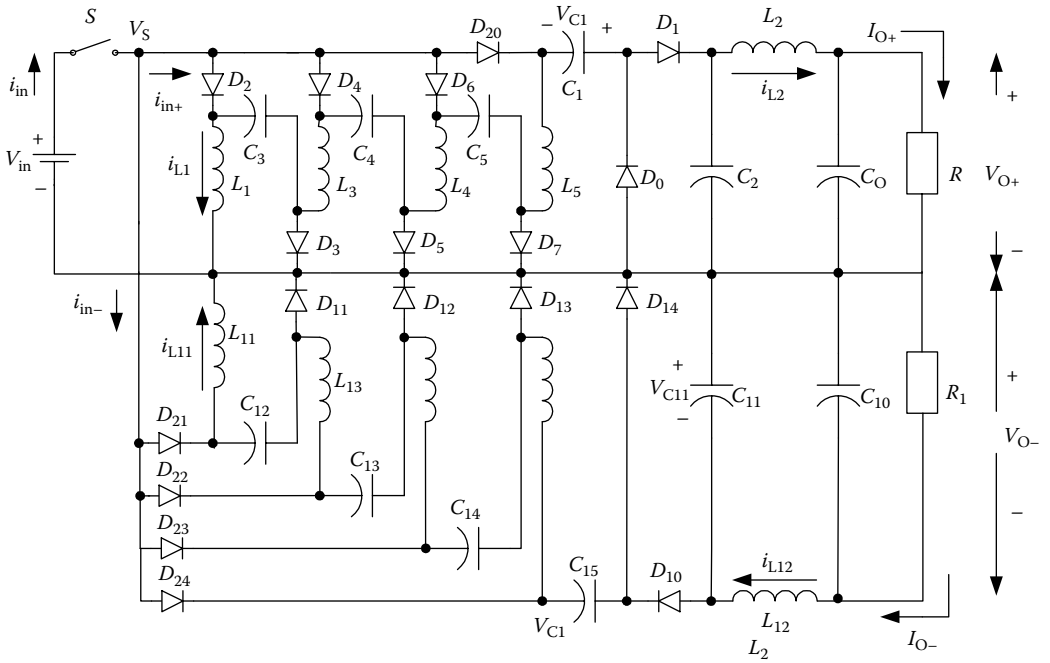 S
V_S
D_20
− V_C1 +
C_1
D_1
L_2
I_O+
i_in
i_in+
D_2
D_4
D_6
i_L2
+
+
V_in
−
C_3
C_4
C_5
i_L1
L_1
L_3
L_4
L_5
D_0
C_2
C_O
R
V_O+
D_3
D_5
D_7
−
i_in−
D_11
D_12
D_13
D_14
L_11
i_L11
L_13
+
V_C11
−
C_11
C_10
R_1
+
V_O−
−
C_12
D_21
C_13
D_22
C_14
D_23
D_24
C_15
D_10
i_L12
V_C1
L_12
L_2
I_O−